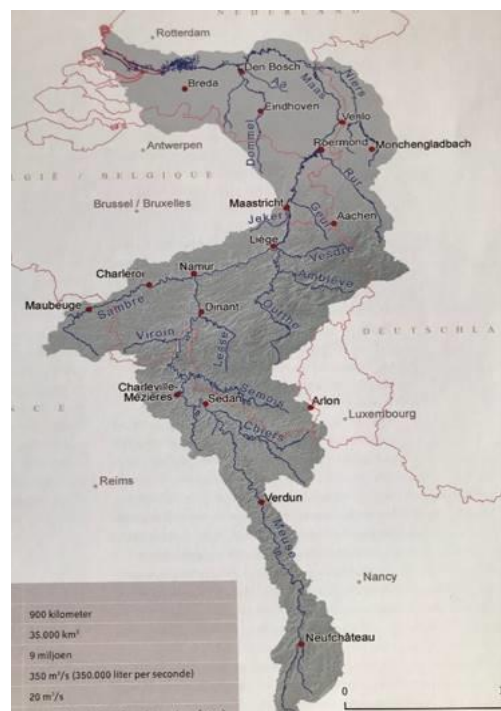 NEDERLAND
Rotterdam
Den Bosch
Aa
Maas
Niers
Breda
Eindhoven
Venlo
Dommel
Antwerpen
Roermond
Monchengladbach
GIË / BELGIQUE
Rur
Brussel / Bruxelles
Maastricht
Jeker
Geul
Aachen
Liège
Vesdre
Namur
Charleroi
Amblève
Maubeuge
Sambre
Dinant
Ourthe
DEUTSCHLA
Viroin
Lesse
Charleville-
Mézières
Semois
Sedan
Arlon
NCE
Luxembourg
Chiers
Reims
Verdun
Meuse
Nancy
900 kilometer
Neufchâteau
35.000 km²
9 miljoen
350 m³/s (350.000 liter per seconde)
20 m³/s
0